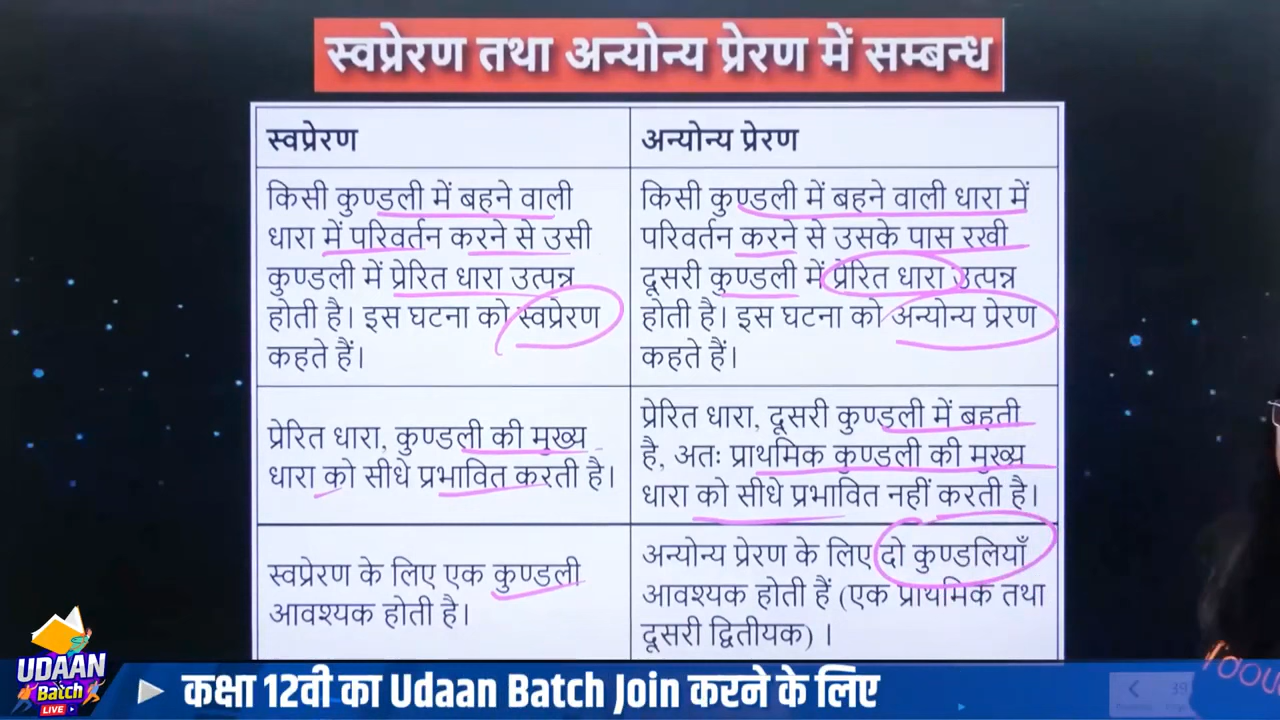 स्वप्रेरण तथा अन्योन्य प्रेरण में सम्बन्ध
स्वप्रेरण
किसी कुण्डली में बहने वाली
धारा में परिवर्तन करने से उसी
कुण्डली में प्रेरित धारा उत्पन्न
होती है। इस घटना को स्वप्रेरण
कहते हैं।
अन्योन्य प्रेरण
किसी कुण्डली में बहने वाली धारा में
परिवर्तन करने से उसके पास रखी
दूसरी कुण्डली में प्रेरित धारा उत्पन्न
होती है। इस घटना को अन्योन्य प्रेरण
कहते हैं।
प्रेरित धारा, कुण्डली की मुख्य
धारा को सीधे प्रभावित करती है।
प्रेरित धारा, दूसरी कुण्डली में बहती
है, अतः प्राथमिक कुण्डली की मुख्य
धारा को सीधे प्रभावित नहीं करती है।
स्वप्रेरण के लिए एक कुण्डली
आवश्यक होती है।
अन्योन्य प्रेरण के लिए दो कुण्डलियाँ
आवश्यक होती हैं (एक प्राथमिक तथा
दूसरी द्वितीयक) ।
UDAAN
Batch
LIVE
कक्षा 12वी का Udaan Batch Join करने के लिए